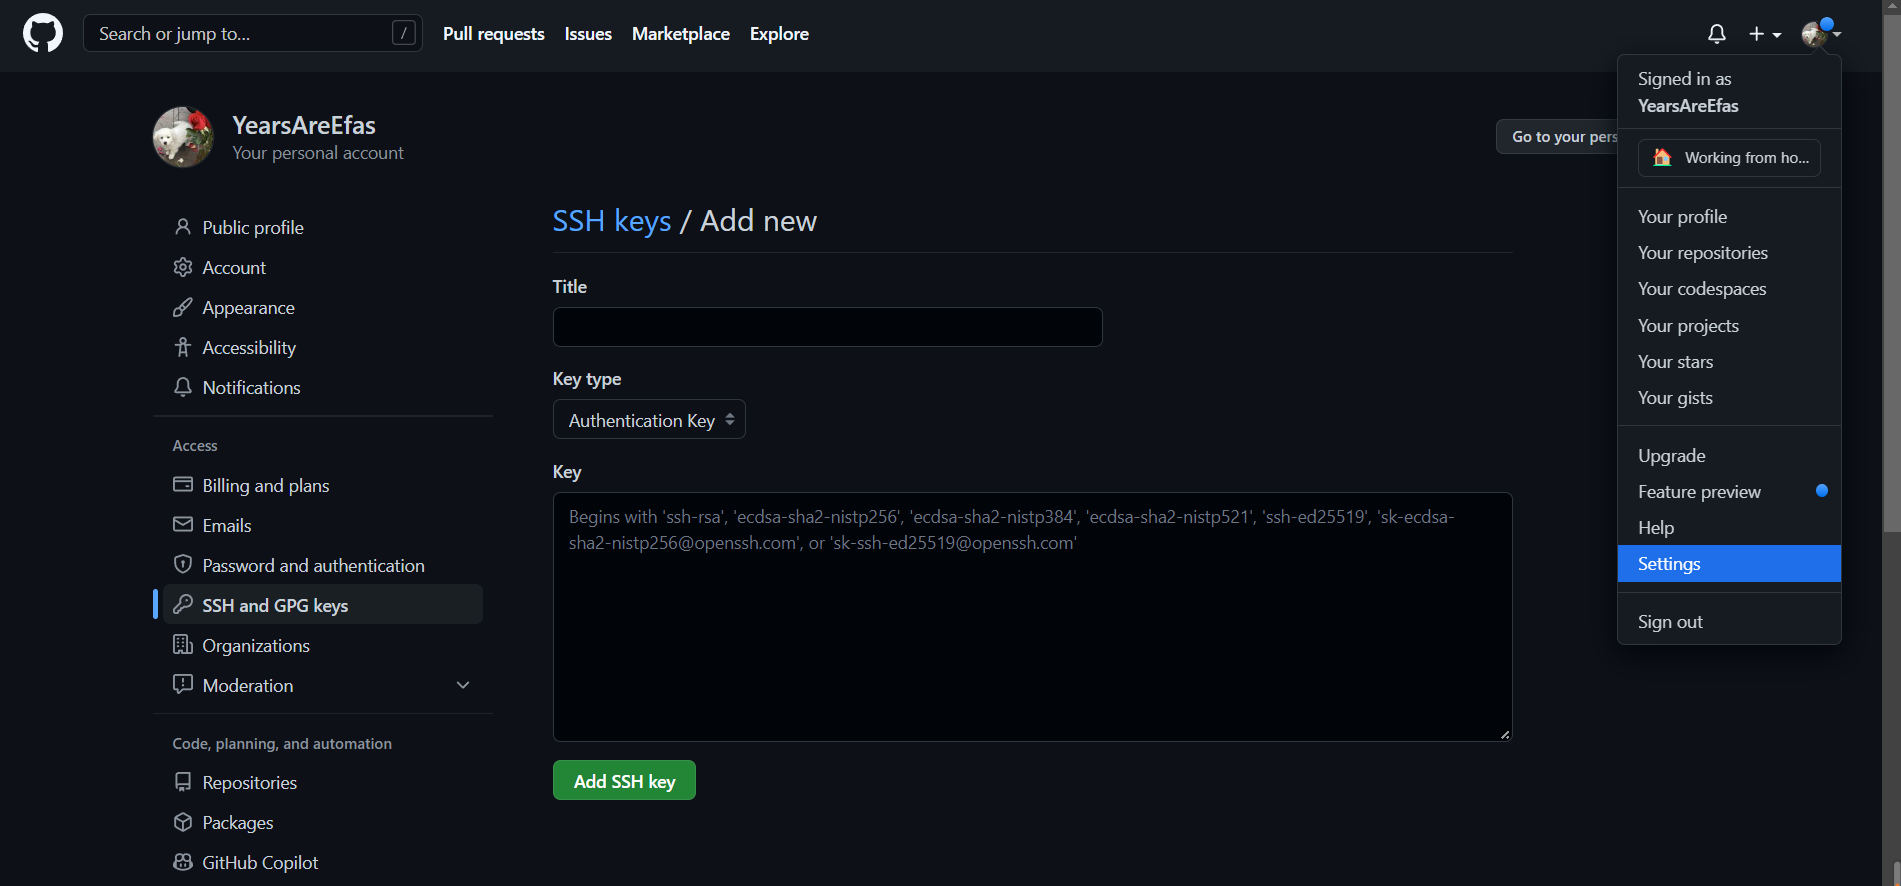 Search or jump to...
/
Pull requests
Issues
Marketplace
Explore
YearsAreEfas
Your personal account
Go to your pers
Public profile
Account
Appearance
Accessibility
Notifications
Access
Billing and plans
Emails
Password and authentication
SSH and GPG keys
Organizations
Moderation
Code, planning, and automation
Repositories
Packages
GitHub Copilot
SSH keys / Add new
Title
Key type
Authentication Key
Key
Begins with 'ssh-rsa', 'ecdsa-sha2-nistp256', 'ecdsa-sha2-nistp384', 'ecdsa-sha2-nistp521', 'ssh-ed25519', 'sk-ecdsa-
sha2-nistp256@openssh.com', or 'sk-ssh-ed25519@openssh.com'
Add SSH key
Signed in as
YearsAreEfas
Working from ho...
Your profile
Your repositories
Your codespaces
Your projects
Your stars
Your gists
Upgrade
Feature preview
Help
Settings
Sign out